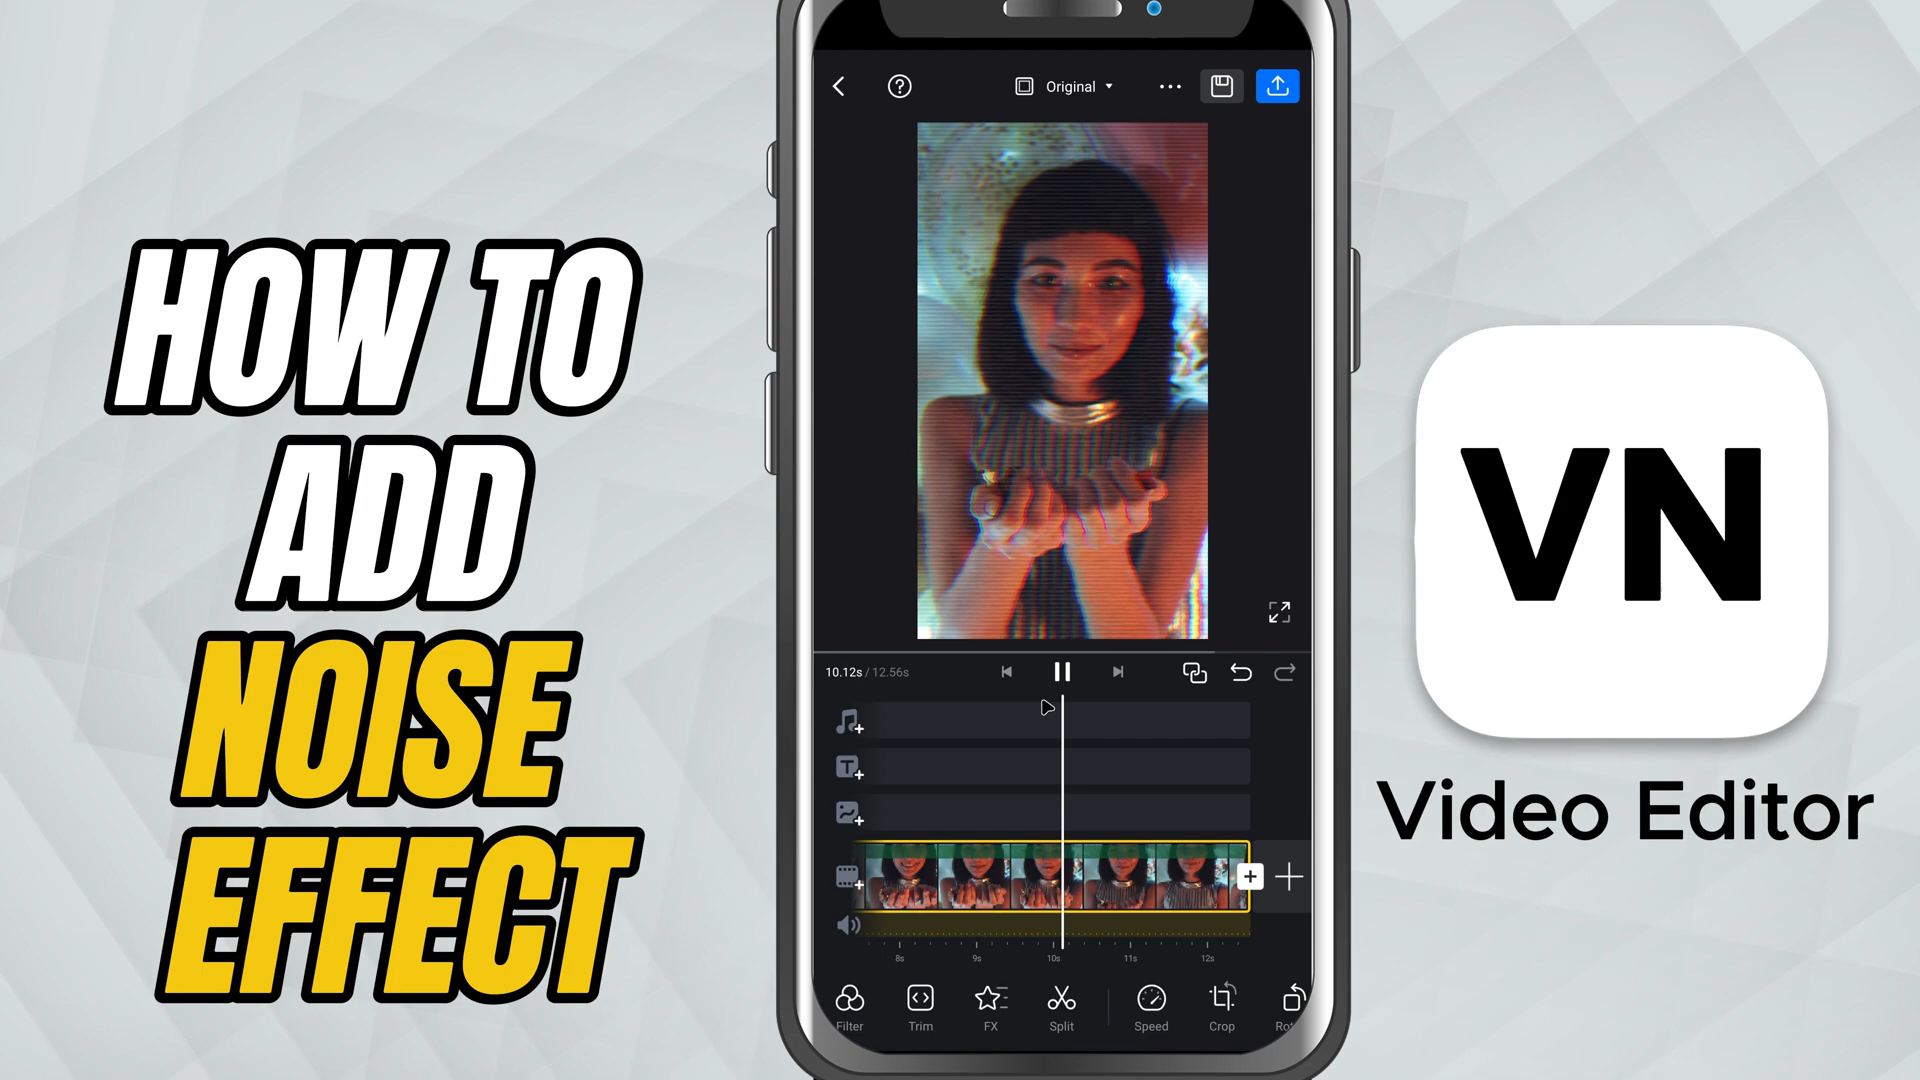 HOW TO
ADD
NOISE
EFFECT
Original
10.12s / 12.56s
8s 9s 10s 11s 12s
Filter Trim FX Split Speed Crop Ro
VN
Video Editor